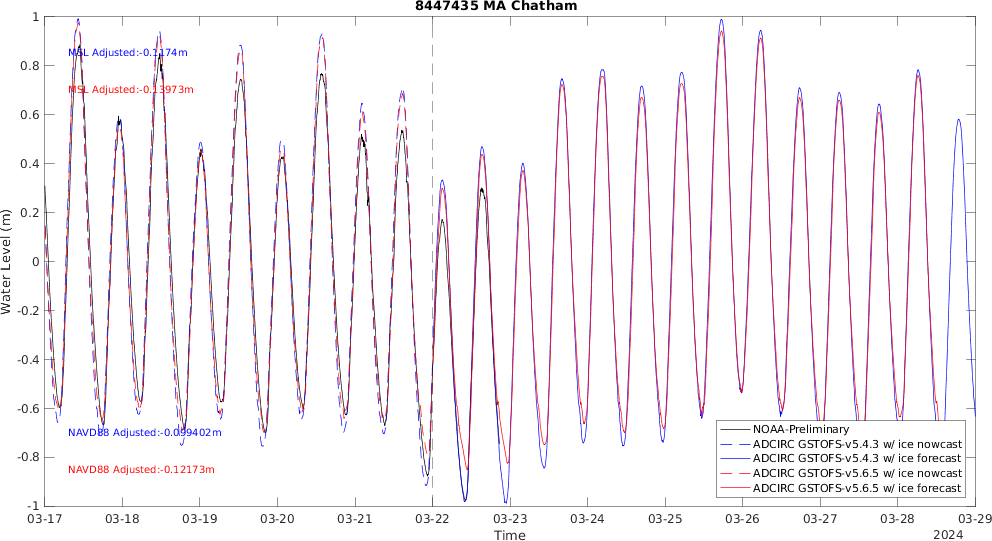 8447435 MA Chatham
Water Level (m)
1
0.8
0.6
0.4
0.2
0
-0.2
-0.4
-0.6
-0.8
-1
MSL Adjusted:-0.1174m
MSL Adjusted:-0.13973m
NAVD88 Adjusted:-0.099402m
NAVD88 Adjusted:-0.12173m
NOAA-Preliminary
ADCIRC GSTOFS-v5.4.3 w/ ice nowcast
ADCIRC GSTOFS-v5.4.3 w/ ice forecast
ADCIRC GSTOFS-v5.6.5 w/ ice nowcast
ADCIRC GSTOFS-v5.6.5 w/ ice forecast
03-17 03-18 03-19 03-20 03-21 03-22 03-23 03-24 03-25 03-26 03-27 03-28 03-29
Time
2024